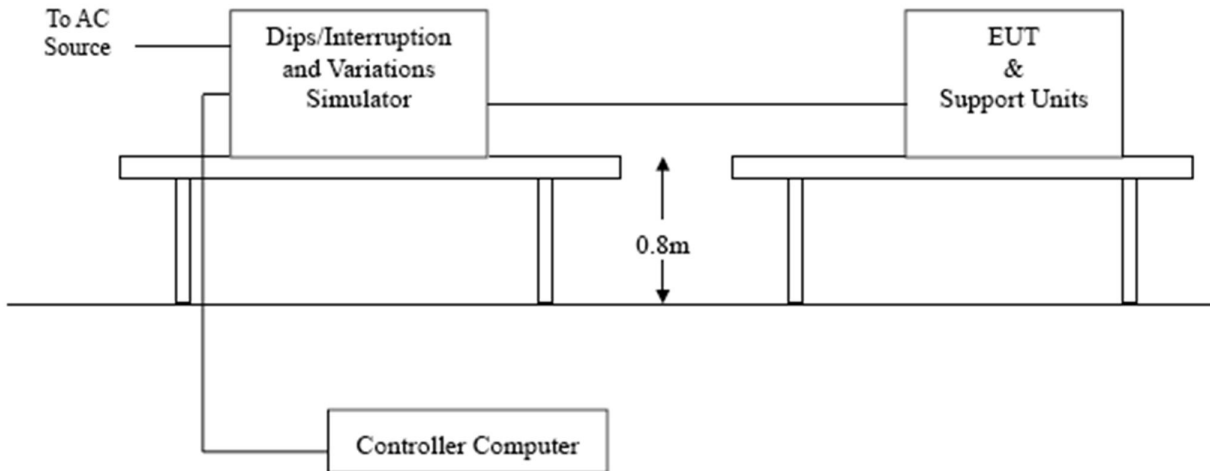 To AC
Source
Dips/Interruption
and Variations
Simulator
EUT
&
Support Units
0.8m
Controller Computer